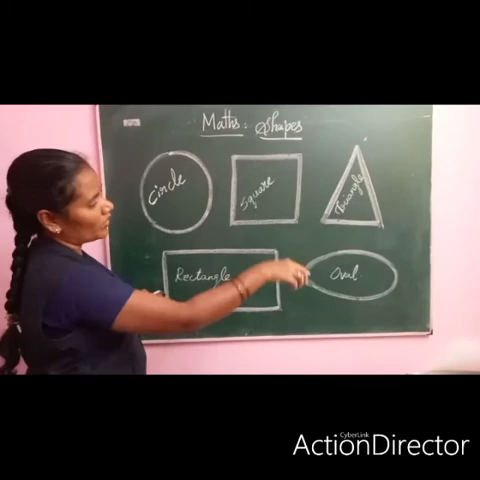 Maths: Shapes
Circle
Square
Triangle
Rectangle
Oval
CyberLink
ActionDirector